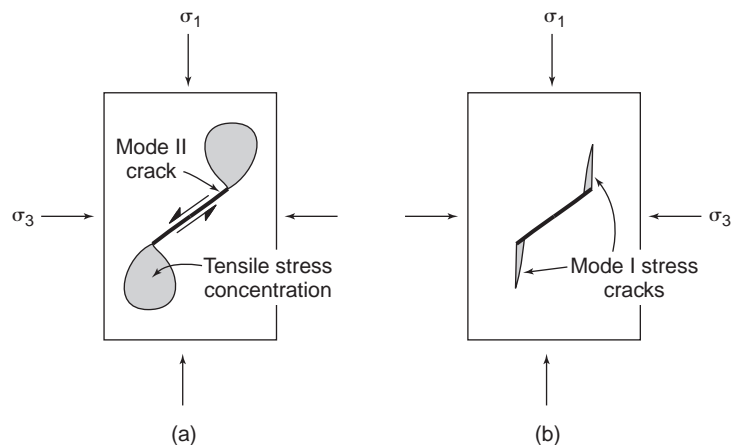 σ1
σ1
Mode II
crack
σ3
σ3
Tensile stress
concentration
Mode I stress
cracks
(a)
(b)